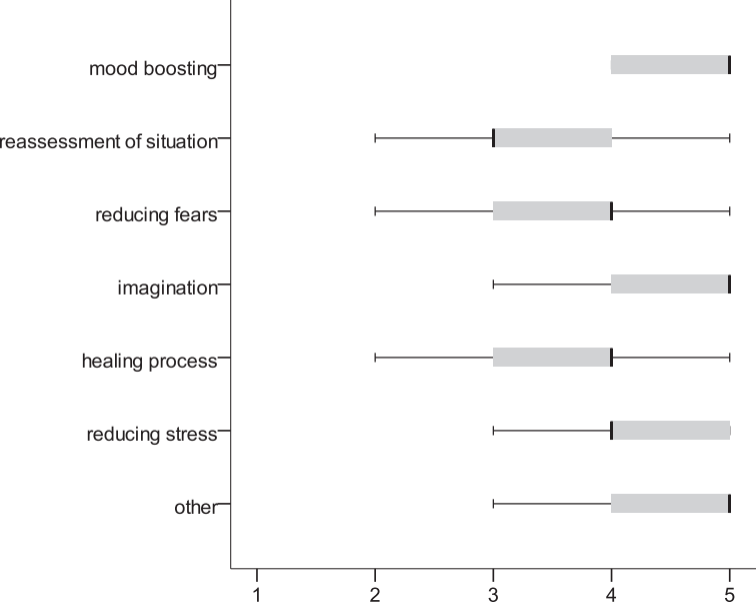 mood boosting
reassessment of situation
reducing fears
imagination
healing process
reducing stress
other
1 2 3 4 5